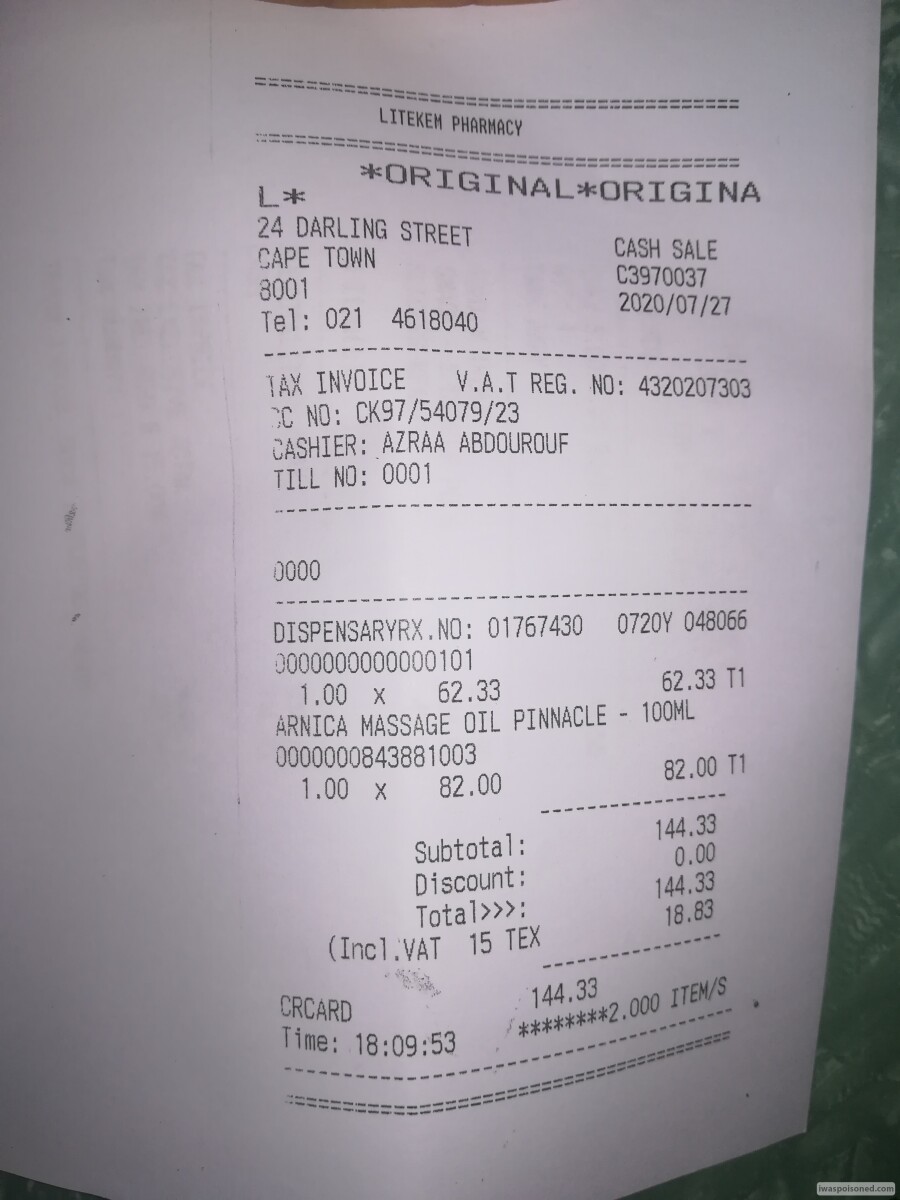 LITEKEM PHARMACY
*ORIGINAL*ORIGINA
L*
24 DARLING STREET
CAPE TOWN CASH SALE
8001 C3970037
Tel: 021 4618040 2020/07/27
TAX INVOICE V.A.T REG. NO: 4320207303
CC NO: CK97/54079/23
CASHIER: AZRAA ABDOUROUF
TILL NO: 0001
0000
DISPENSARYRX.NO: 01767430 0720Y 048066
0000000000000101
1.00 x 62.33 62.33 T1
ARNICA MASSAGE OIL PINNACLE - 100ML
0000000843881003
1.00 x 82.00 82.00 T1
Subtotal: 144.33
Discount: 0.00
Total>>>: 144.33
(Incl.VAT 15 TEX 18.83
CRCARD 144.33
Time: 18:09:53 ********2.000 ITEM/S
iwaspoisoned.com